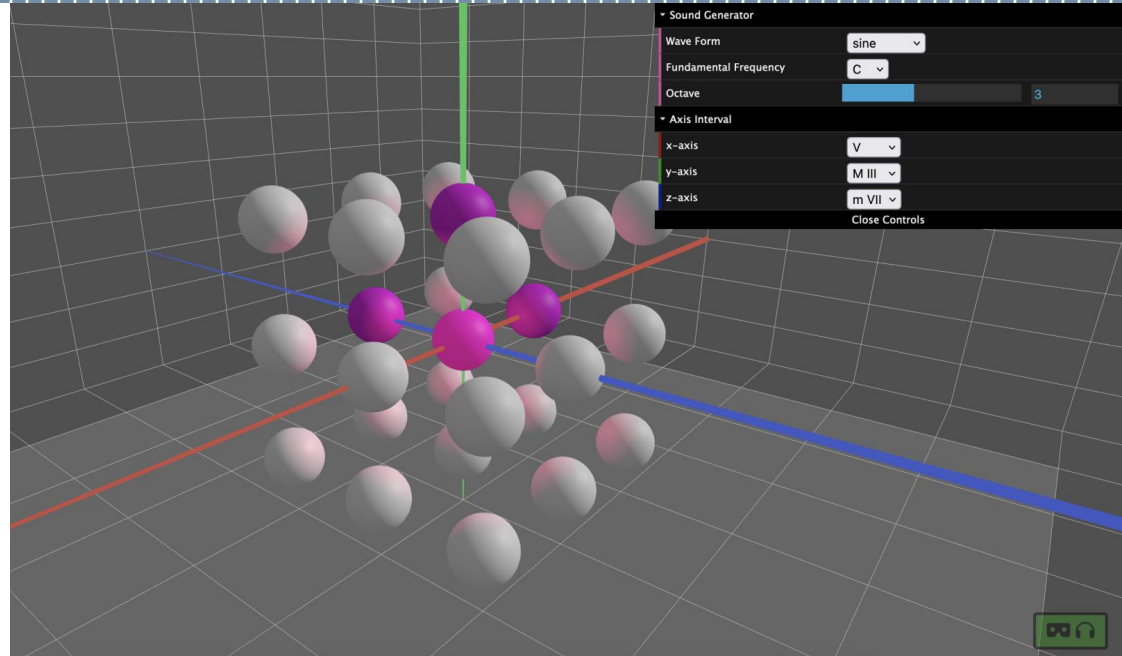 Sound Generator
Wave Form sine
Fundamental Frequency C
Octave 3
Axis Interval
x-axis V
y-axis M III
z-axis m VII
Close Controls